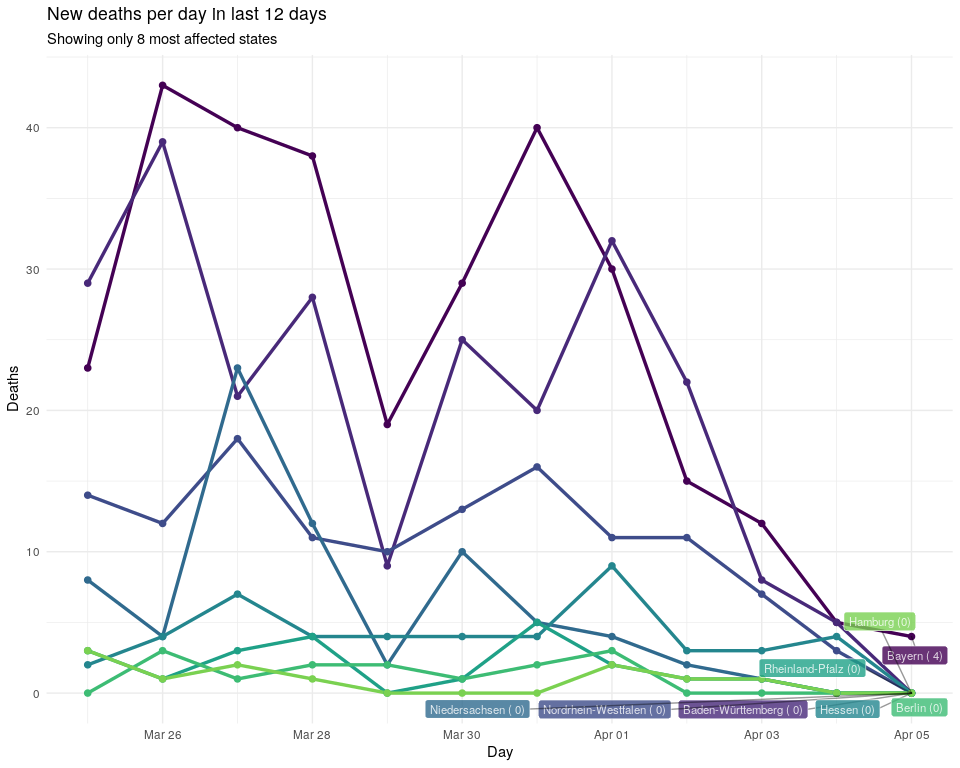 New deaths per day in last 12 days
Showing only 8 most affected states
Deaths
40
30
20
10
0
Hamburg (0)
Bayern ( 4)
Rheinland-Pfalz (0)
Niedersachsen ( 0)
Nordrhein-Westfalen ( 0)
Baden-Württemberg ( 0)
Hessen (0)
Berlin (0)
Mar 26
Mar 28
Mar 30
Apr 01
Apr 03
Apr 05
Day